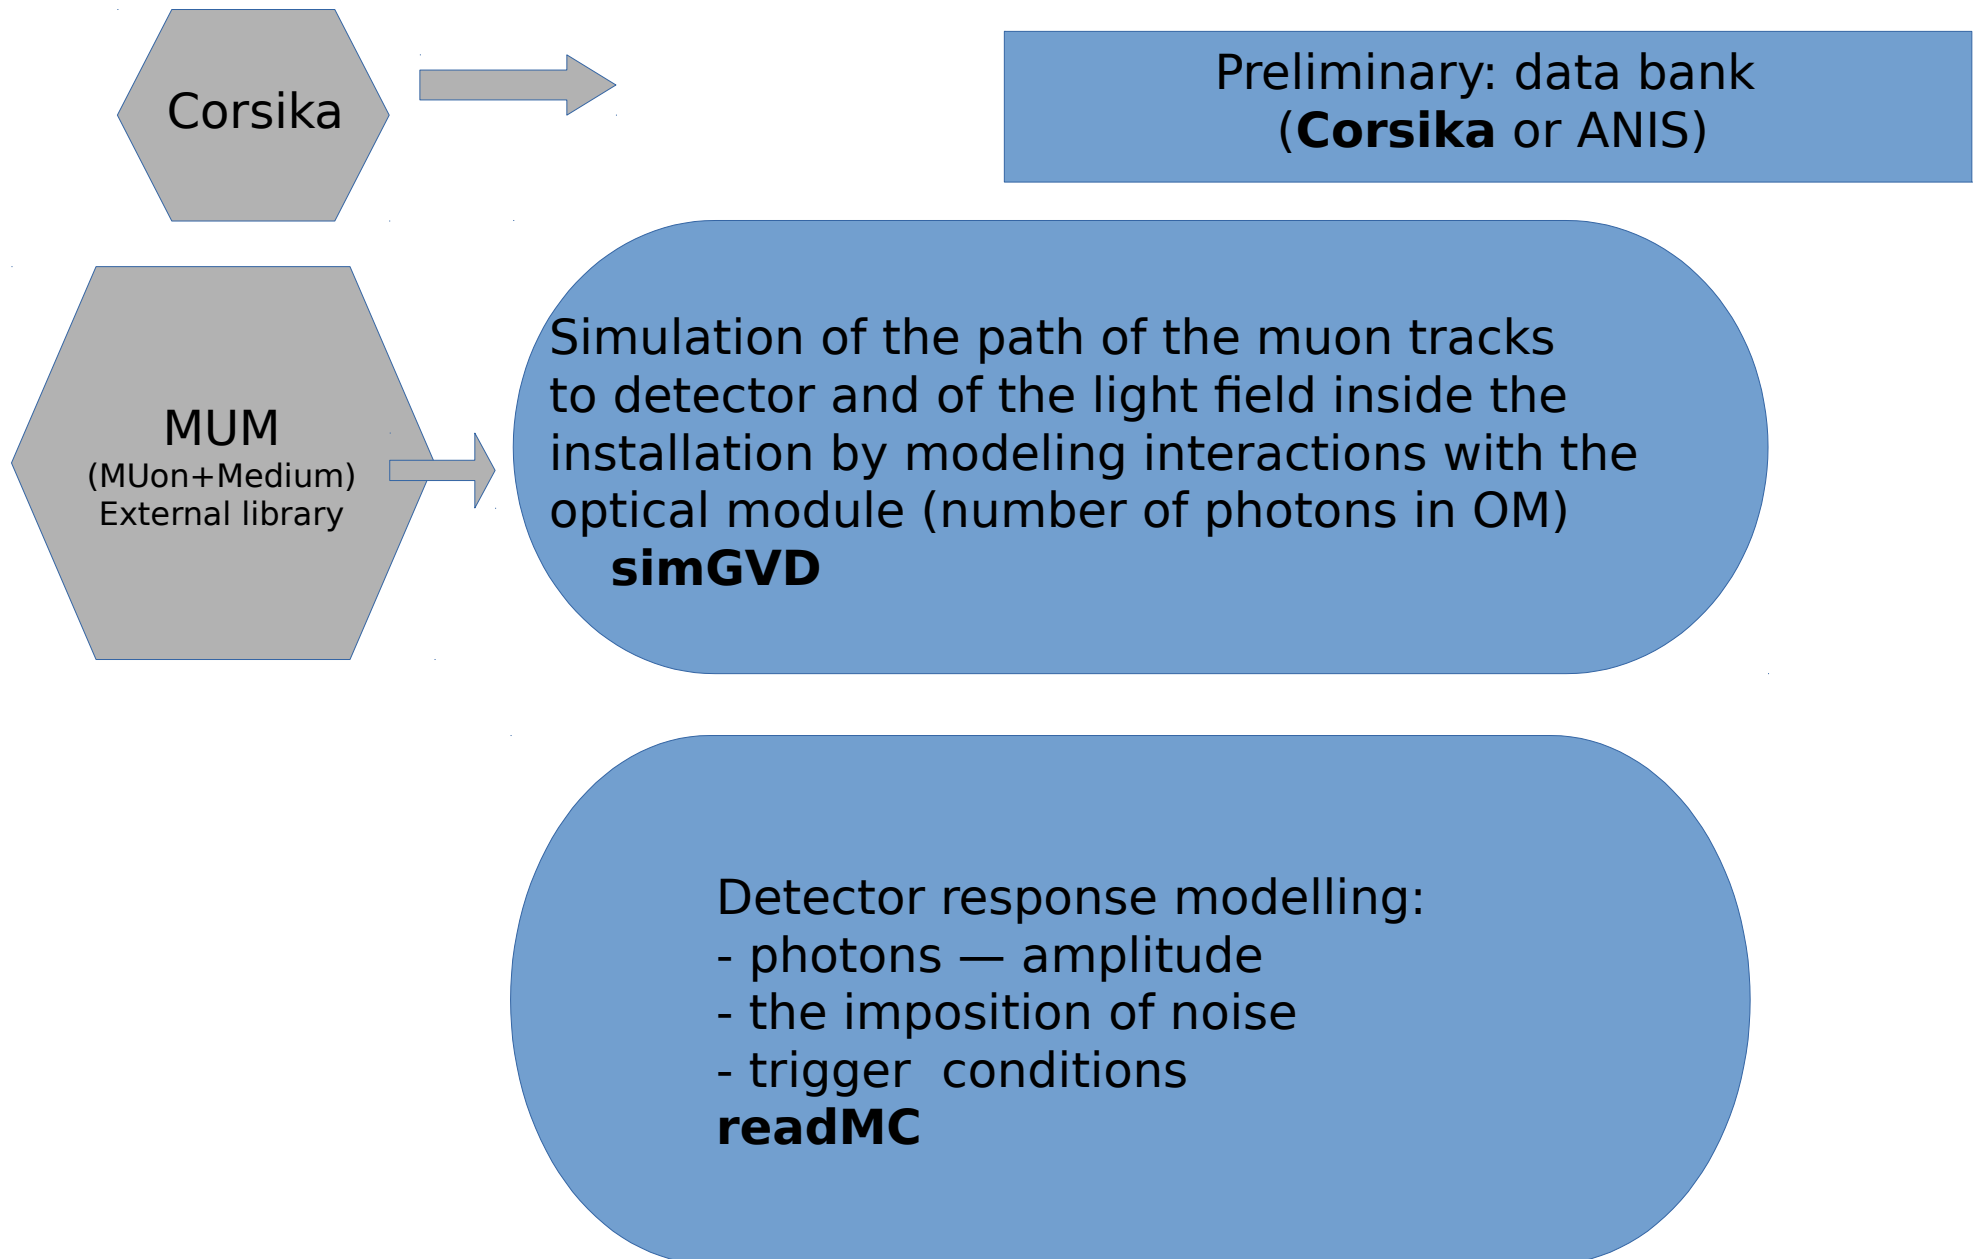 Corsika
Preliminary: data bank
(Corsika or ANIS)
MUM
(MUon+Medium)
External library
Simulation of the path of the muon tracks
to detector and of the light field inside the
installation by modeling interactions with the
optical module (number of photons in OM)
simGVD
Detector response modelling:
- photons — amplitude
- the imposition of noise
- trigger  conditions
readMC